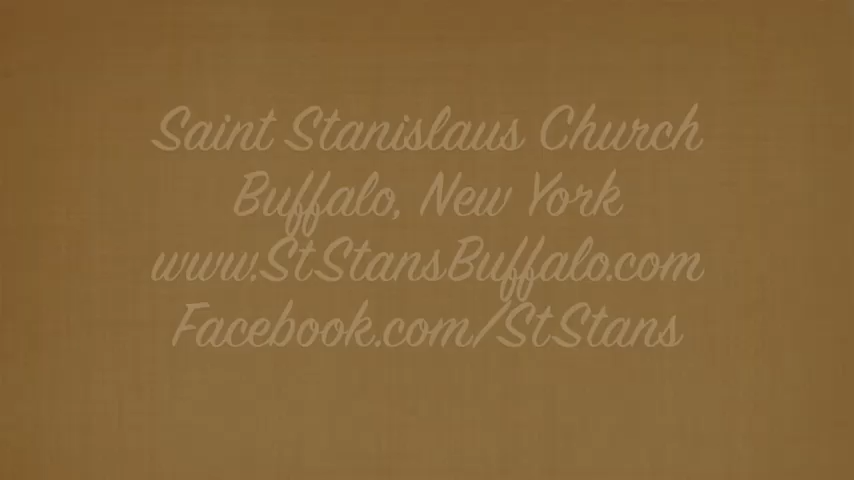 Saint Stanislaus Church
Buffalo, New York
www.StStansBuffalo.com
Facebook.com/StStans